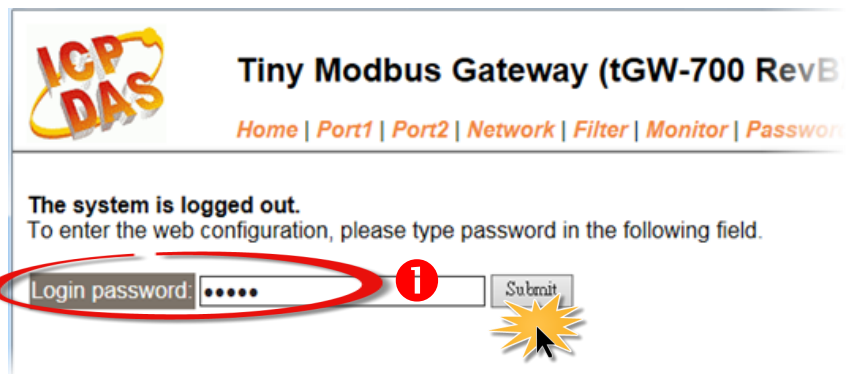 ICP
DAS
Tiny Modbus Gateway (tGW-700 RevB
Home | Port1 | Port2 | Network | Filter | Monitor | Password
The system is logged out.
To enter the web configuration, please type password in the following field.
Login password: ••••• 1 Submit